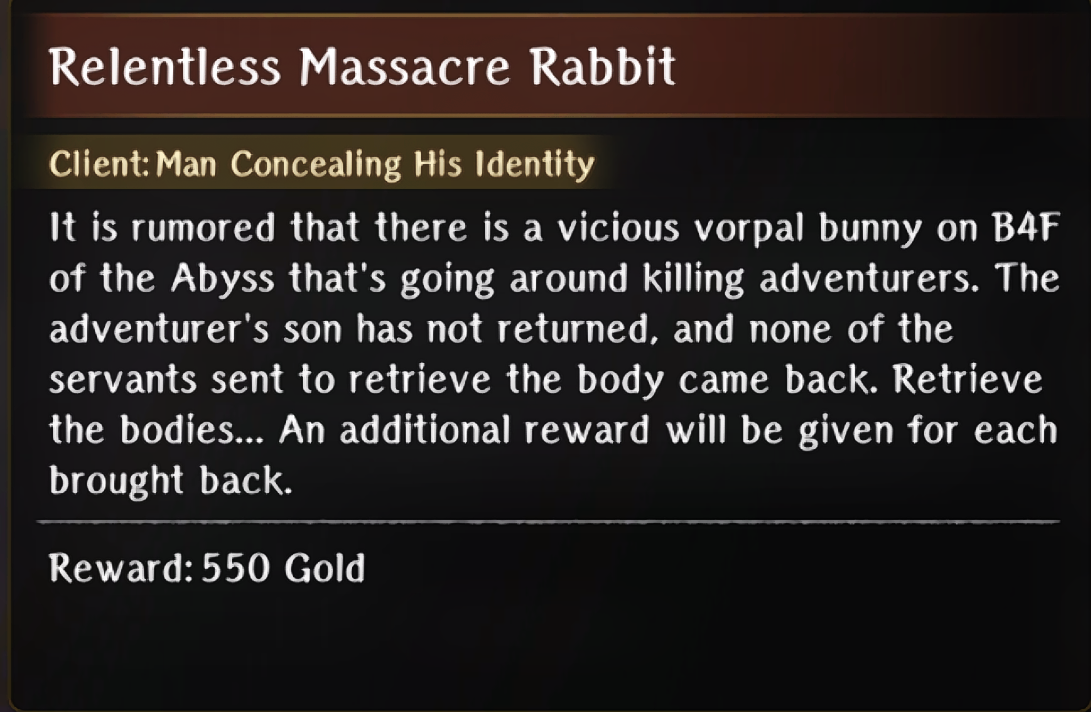 Relentless Massacre Rabbit
Client: Man Concealing His Identity
It is rumored that there is a vicious vorpal bunny on B4F
of the Abyss that's going around killing adventurers. The
adventurer's son has not returned, and none of the
servants sent to retrieve the body came back. Retrieve
the bodies... An additional reward will be given for each
brought back.
Reward: 550 Gold